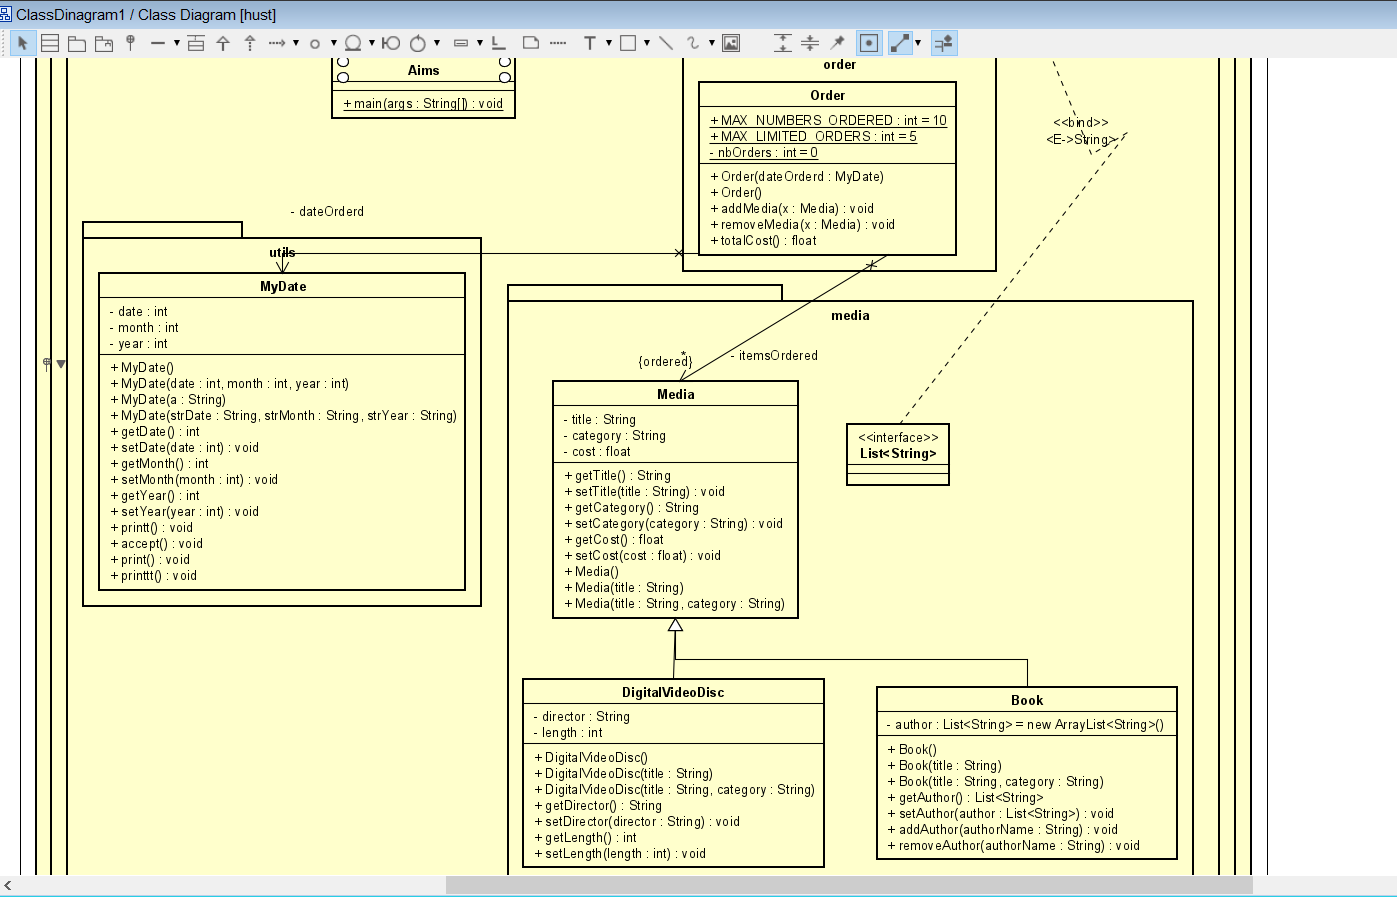 ClassDinagram1 / Class Diagram [hust]
Aims
+ main(args : String[]) : void
order
Order
+ MAX_NUMBERS_ORDERED : int = 10
+ MAX_LIMITED_ORDERS : int = 5
- nbOrders : int = 0
+ Order(dateOrderd : MyDate)
+ Order()
+ addMedia(x : Media) : void
+ removeMedia(x : Media) : void
+ totalCost() : float
<<bind>>
<E->String>
- dateOrderd
utils
MyDate
- date : int
- month : int
- year : int
+ MyDate()
+ MyDate(date : int, month : int, year : int)
+ MyDate(a : String)
+ MyDate(strDate : String, strMonth : String, strYear : String)
+ getDate() : int
+ setDate(date : int) : void
+ getMonth() : int
+ setMonth(month : int) : void
+ getYear() : int
+ setYear(year : int) : void
+ printt() : void
+ accept() : void
+ print() : void
+ printtt() : void
media
{ordered}
*
- itemsOrdered
Media
- title : String
- category : String
- cost : float
+ getTitle() : String
+ setTitle(title : String) : void
+ getCategory() : String
+ setCategory(category : String) : void
+ getCost() : float
+ setCost(cost : float) : void
+ Media()
+ Media(title : String)
+ Media(title : String, category : String)
<<interface>>
List<String>
DigitalVideoDisc
- director : String
- length : int
+ DigitalVideoDisc()
+ DigitalVideoDisc(title : String)
+ DigitalVideoDisc(title : String, category : String)
+ getDirector() : String
+ setDirector(director : String) : void
+ getLength() : int
+ setLength(length : int) : void
Book
- author : List<String> = new ArrayList<String>()
+ Book()
+ Book(title : String)
+ Book(title : String, category : String)
+ getAuthor() : List<String>
+ setAuthor(author : List<String>) : void
+ addAuthor(authorName : String) : void
+ removeAuthor(authorName : String) : void